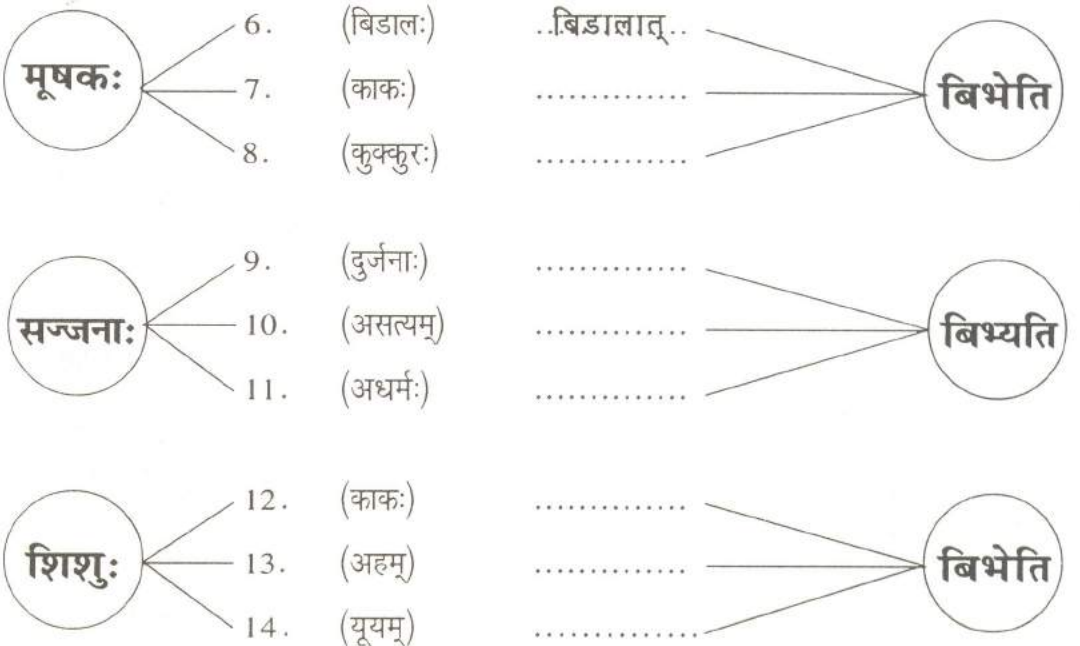 6. (बिडालः) ..बिडालात्..
मूषकः 7. (काकः) .............. बिभेति
8. (कुक्कुरः) ..............
9. (दुर्जनाः) ..............
सज्जनाः 10. (असत्यम्) .............. बिभ्यति
11. (अधर्मः) ..............
12. (काकः) ..............
शिशुः 13. (अहम्) .............. बिभेति
14. (यूयम्) ...............